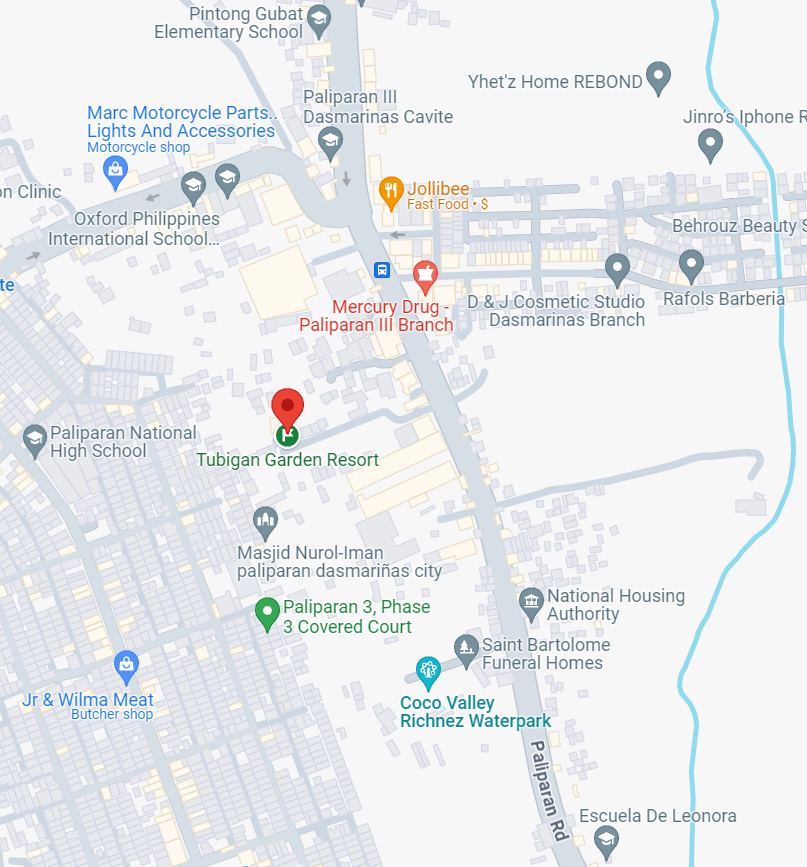 Pintong Gubat
Elementary School
Yhet'z Home REBOND
Paliparan III
Dasmarinas Cavite
Marc Motorcycle Parts..
Lights And Accessories
Motorcycle shop
Jinro's Iphone R
on Clinic
Jollibee
Fast Food • $
Oxford Philippines
International School...
Behrouz Beauty S
te
Mercury Drug -
Paliparan III Branch
D & J Cosmetic Studio
Dasmarinas Branch
Rafols Barberia
Paliparan National
High School
Tubigan Garden Resort
Masjid Nurol-Iman
paliparan dasmariñas city
National Housing
Authority
Paliparan 3, Phase
3 Covered Court
Saint Bartolome
Funeral Homes
Jr & Wilma Meat
Butcher shop
Coco Valley
Richnez Waterpark
Paliparan Rd
Escuela De Leonora